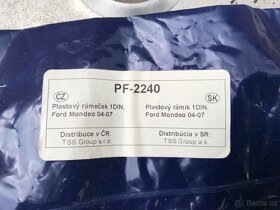 PF-2240
CZ
Plastový rámeček 1DIN,
Ford Mondeo 04-07
SK
Plastový rámik 1DIN,
Ford Mondeo 04-07
Distribuce v ČR:
TSS Group s.r.o
Distribúcia v SR:
TSS Group a s
Bazoš.cz